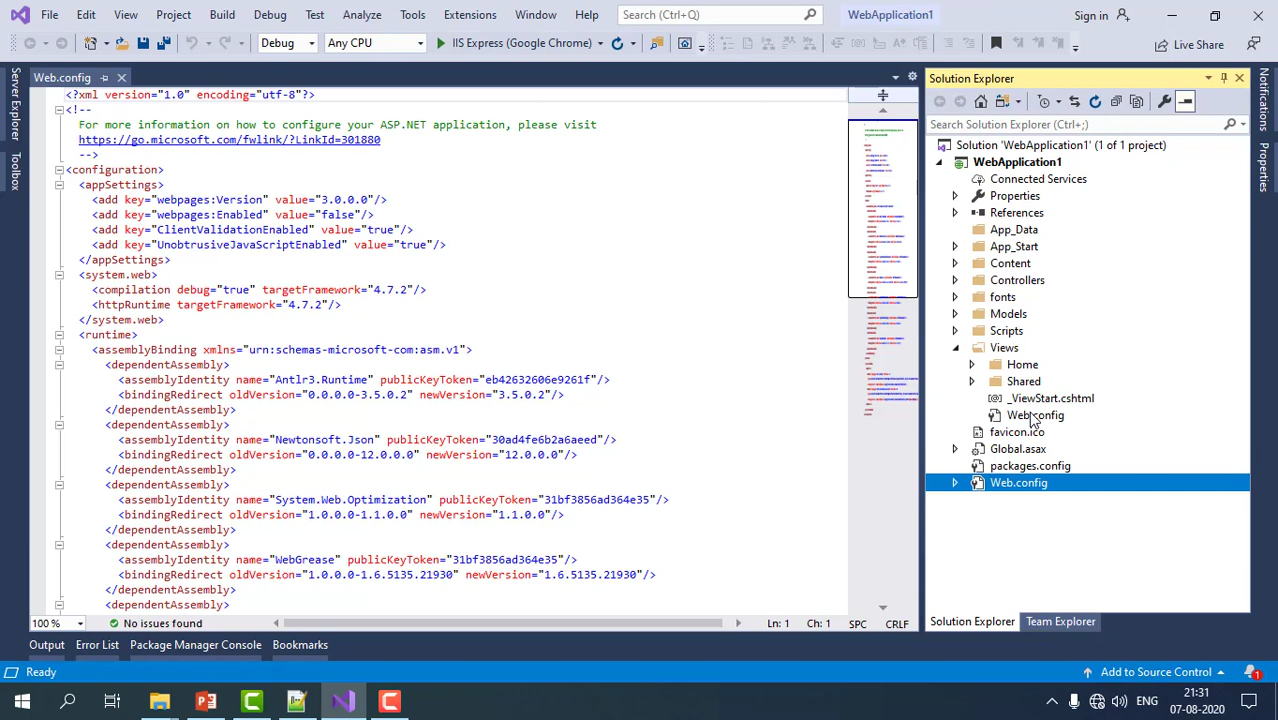 File Edit View Project Build Debug Test Analyze Tools Extensions Window Help Search (Ctrl+Q) WebApplication1 Sign in
Debug Any CPU IIS Express (Google Chrome) Live Share
Server Explorer
Toolbox
Web.config
<?xml version="1.0" encoding="utf-8"?>
<!--
For more information on how to configure your ASP.NET application, please visit
https://go.microsoft.com/fwlink/?LinkId=301880
-->
<configuration>
<appSettings>
<add key="webpages:Version" value="3.0.0.0"/>
<add key="webpages:Enabled" value="false"/>
<add key="ClientValidationEnabled" value="true"/>
<add key="UnobtrusiveJavaScriptEnabled" value="true"/>
</appSettings>
<system.web>
<compilation debug="true" targetFramework="4.7.2"/>
<httpRuntime targetFramework="4.7.2"/>
</system.web>
<runtime>
<assemblyBinding xmlns="urn:schemas-microsoft-com:asm.v1">
<dependentAssembly>
<assemblyIdentity name="Antlr3.Runtime" publicKeyToken="eb42632606e9261f"/>
<bindingRedirect oldVersion="0.0.0.0-3.5.0.2" newVersion="3.5.0.2"/>
</dependentAssembly>
<dependentAssembly>
<assemblyIdentity name="Newtonsoft.Json" publicKeyToken="30ad4fe6b2a6aeed"/>
<bindingRedirect oldVersion="0.0.0.0-12.0.0.0" newVersion="12.0.0.0"/>
</dependentAssembly>
<dependentAssembly>
<assemblyIdentity name="System.Web.Optimization" publicKeyToken="31bf3856ad364e35"/>
<bindingRedirect oldVersion="1.0.0.0-1.1.0.0" newVersion="1.1.0.0"/>
</dependentAssembly>
<dependentAssembly>
<assemblyIdentity name="WebGrease" publicKeyToken="31bf3856ad364e35"/>
<bindingRedirect oldVersion="1.0.0.0-1.6.5135.21930" newVersion="1.6.5135.21930"/>
</dependentAssembly>
<dependentAssembly>
100 % No issues found Ln: 1 Ch: 1 SPC CRLF
Solution Explorer
Search Solution Explorer (Ctrl+;)
Solution 'WebApplication1' (1 of 1 project)
WebApplication1
Connected Services
Properties
References
App_Data
App_Start
Content
Controllers
fonts
Models
Scripts
Views
Home
Shared
_ViewStart.cshtml
Web.config
favicon.ico
Global.asax
packages.config
Web.config
Solution Explorer Team Explorer
Notifications
Properties
Output Error List Package Manager Console Bookmarks
Ready Add to Source Control 1
ENG 21:31
07-08-2020